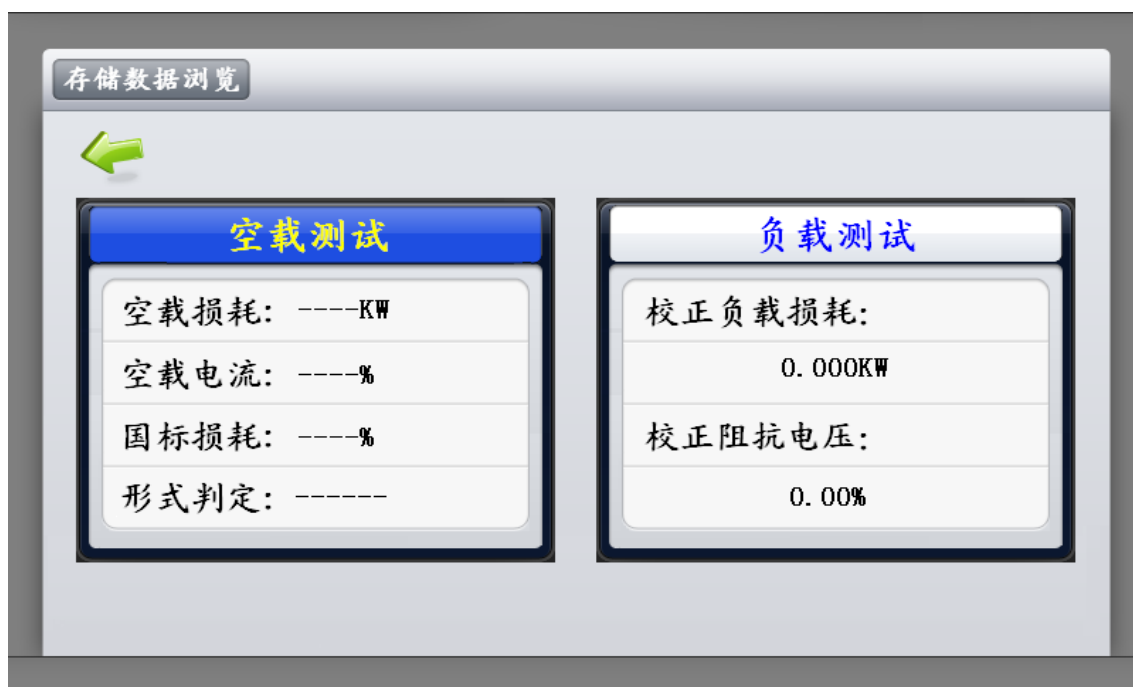 存储数据浏览
空载测试
空载损耗: ----KW
空载电流: ----%
国标损耗: ----%
形式判定: ------
负载测试
校正负载损耗:
0.000KW
校正阻抗电压:
0.00%